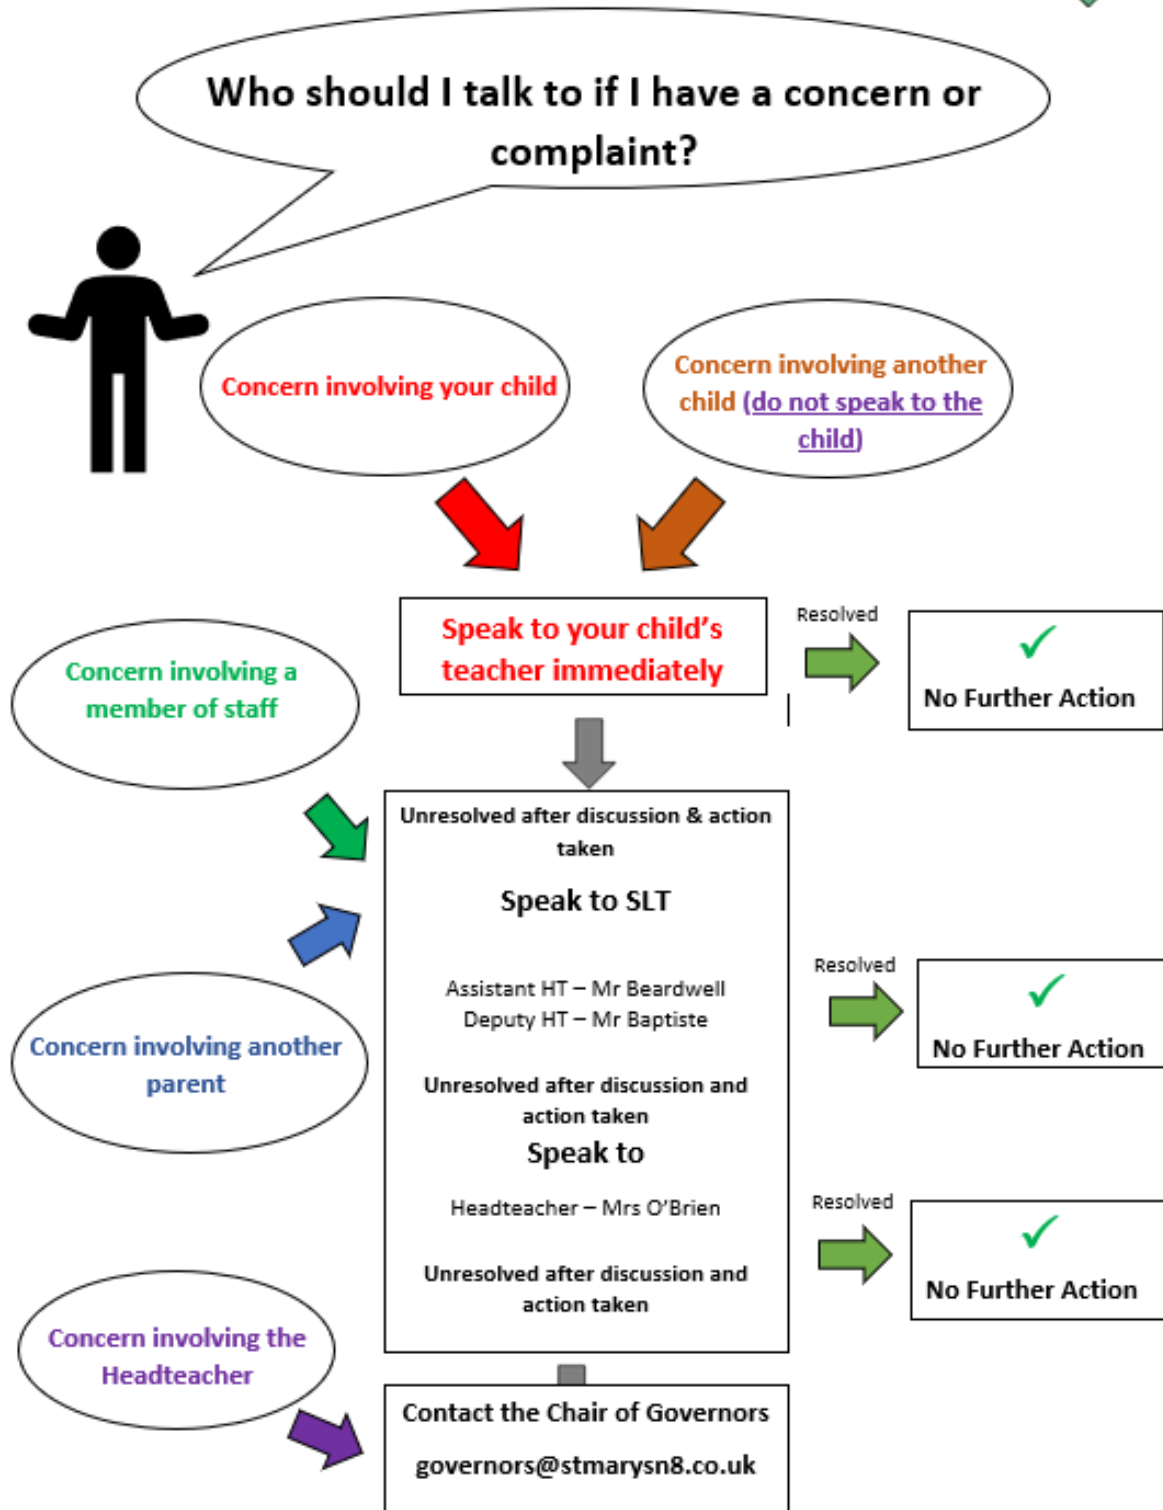 Who should I talk to if I have a concern or
complaint?
Concern involving your child
Concern involving another
child (do not speak to the
child)
Speak to your child's
teacher immediately
Resolved
No Further Action
Concern involving a
member of staff
Unresolved after discussion & action
taken
Speak to SLT
Assistant HT – Mr Beardwell
Deputy HT – Mr Baptiste
Resolved
No Further Action
Concern involving another
parent
Unresolved after discussion and
action taken
Speak to
Headteacher – Mrs O'Brien
Resolved
No Further Action
Unresolved after discussion and
action taken
Concern involving the
Headteacher
Contact the Chair of Governors
governors@stmarysn8.co.uk